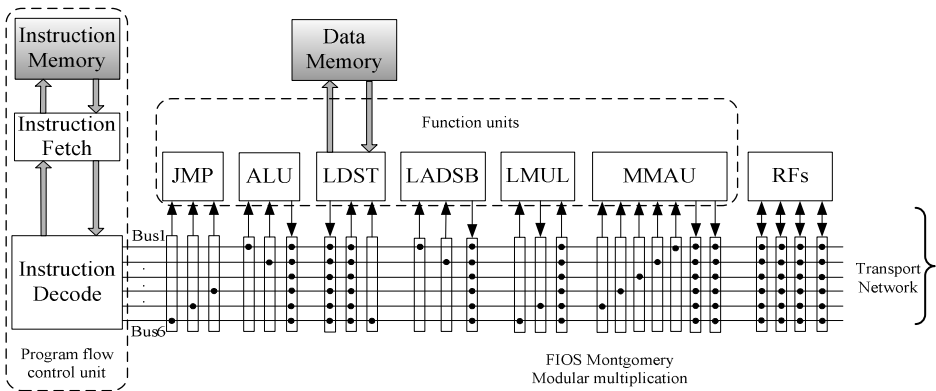 Instruction
Memory
Data
Memory
Instruction
Fetch
Function units
JMP
ALU
LDST
LADSB
LMUL
MMAU
RFs
Bus1
.
.
.
Instruction
Decode
Transport
Network
Bus6
Program flow
control unit
FIOS Montgomery
Modular multiplication